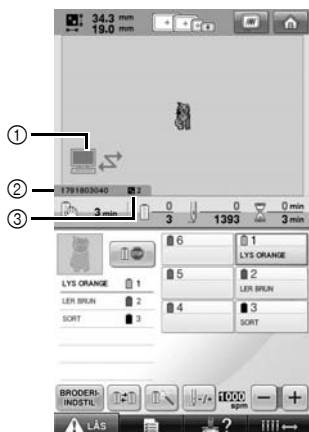 34.3 mm
19.0 mm
①
②
③
1791803040 2
3 min 0 3 0 1393 0 min 3 min
6 1 LYS ORANGE
LYS ORANGE 1
5 2 LER BRUN
LER BRUN 2
SORT 3
4 3 SORT
BRODERI-INDSTIL -/+ 1000 spm - +
LÅS ?